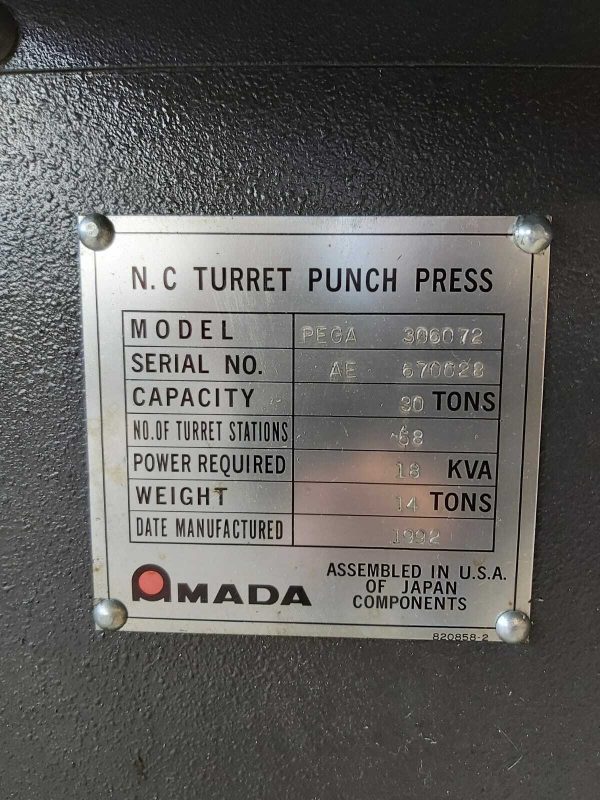 N.C TURRET PUNCH PRESS
MODEL PEGA 306072
SERIAL NO. AE 670628
CAPACITY 30 TONS
NO.OF TURRET STATIONS 58
POWER REQUIRED 18 KVA
WEIGHT 14 TONS
DATE MANUFACTURED 1992
AMADA
ASSEMBLED IN U.S.A.
OF JAPAN
COMPONENTS
820858-2